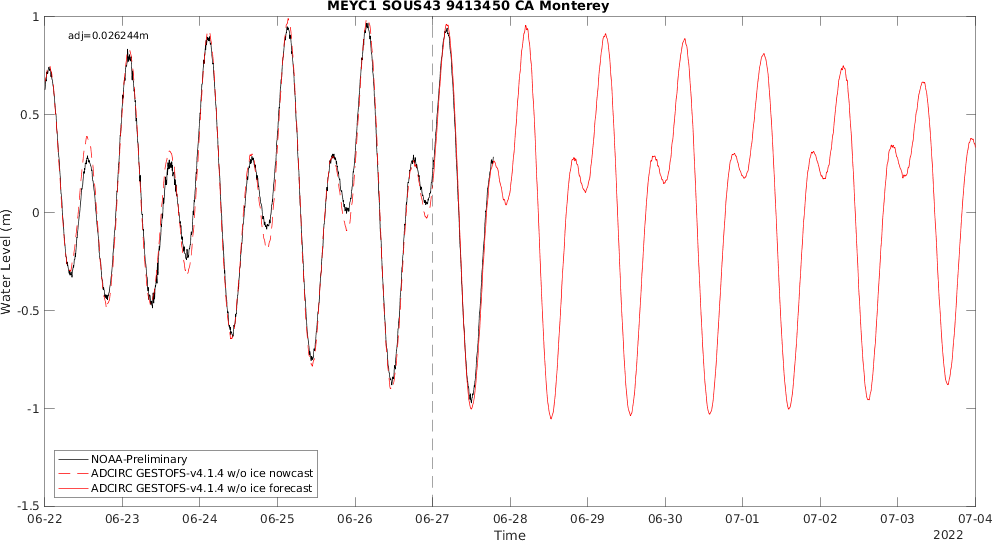 MEYC1 SOUS43 9413450 CA Monterey
adj=0.026244m
1
0.5
0
-0.5
-1
-1.5
Water Level (m)
NOAA-Preliminary
ADCIRC GESTOFS-v4.1.4 w/o ice nowcast
ADCIRC GESTOFS-v4.1.4 w/o ice forecast
06-22 06-23 06-24 06-25 06-26 06-27 06-28 06-29 06-30 07-01 07-02 07-03 07-04
Time
2022